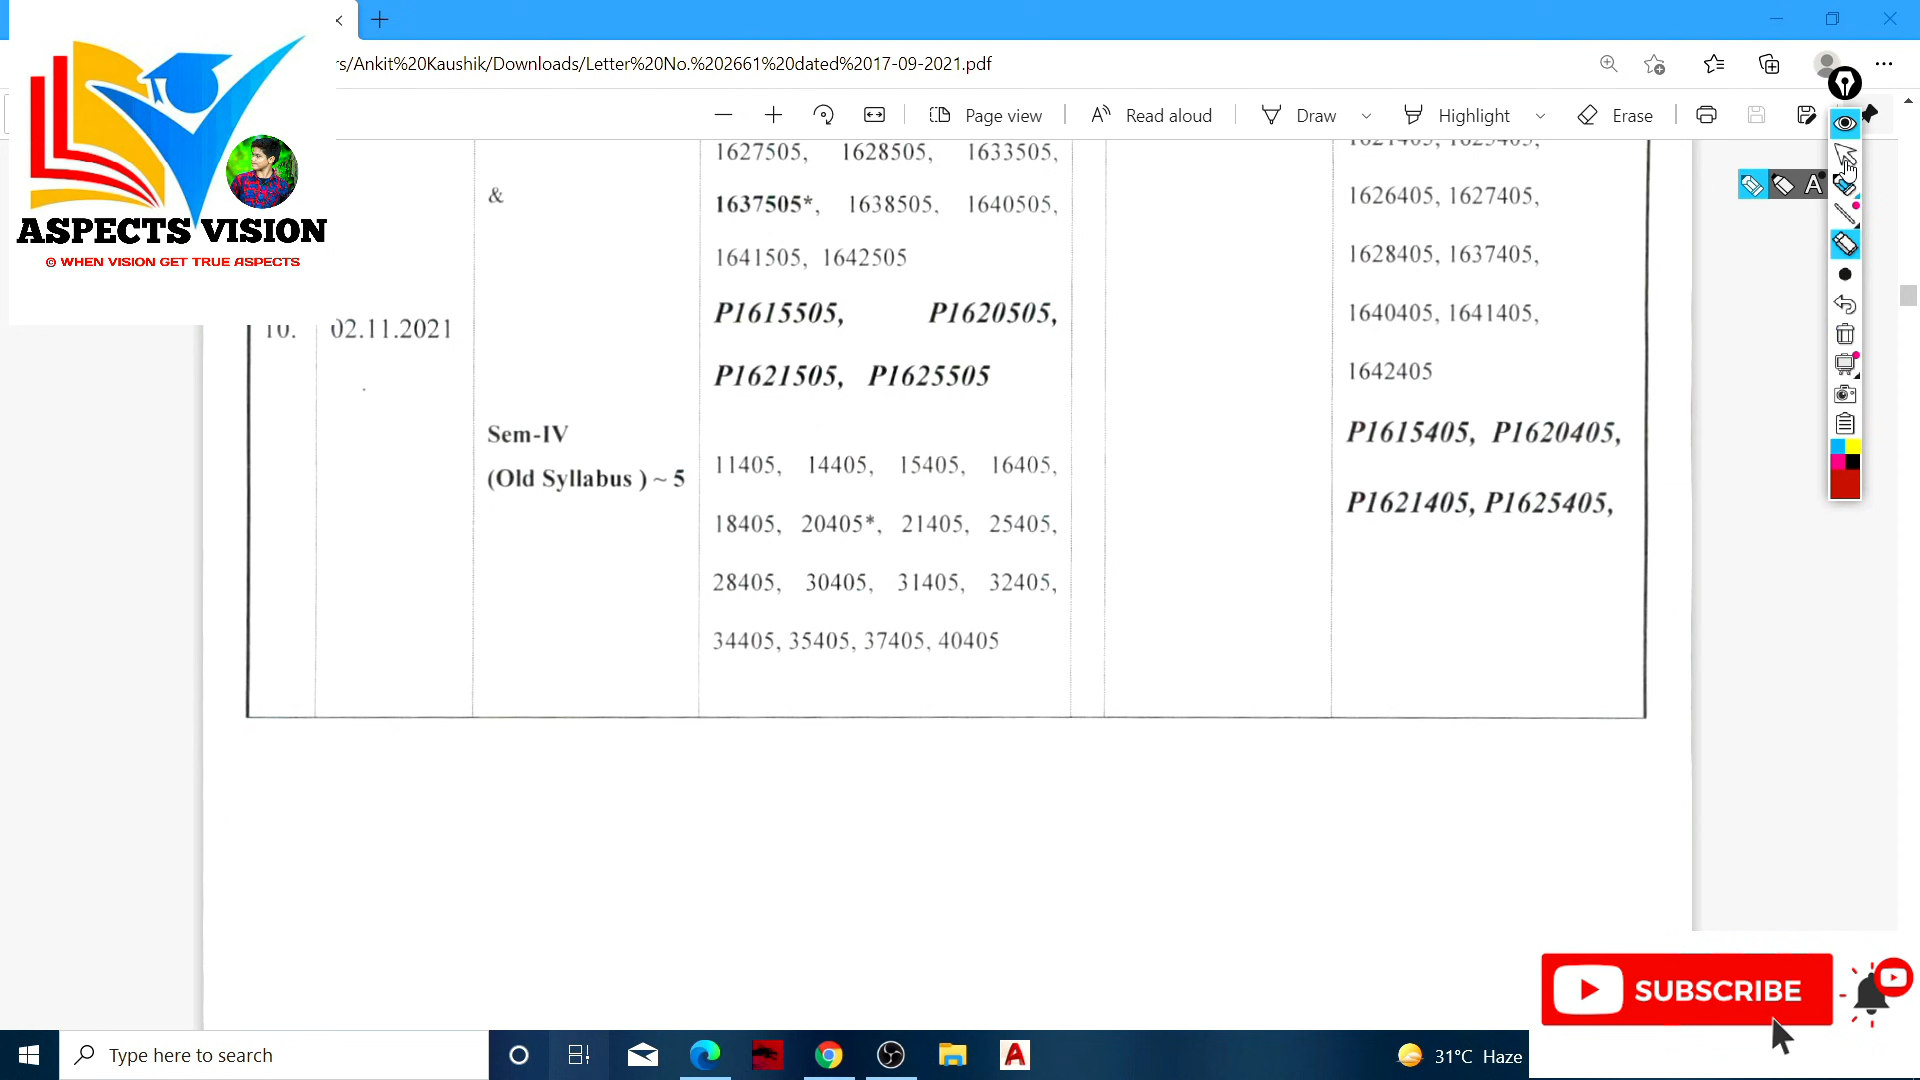 rs/Ankit%20Kaushik/Downloads/Letter%20No.%202661%20dated%2017-09-2021.pdf
Page view
Read aloud
Draw
Highlight
Erase
ASPECTS VISION
© WHEN VISION GET TRUE ASPECTS
A
10.
02.11.2021
&
Sem-IV
(Old Syllabus ) ~ 5
1627505, 1628505, 1633505,
1637505*, 1638505, 1640505,
1641505, 1642505
P1615505, P1620505,
P1621505, P1625505
11405, 14405, 15405, 16405,
18405, 20405*, 21405, 25405,
28405, 30405, 31405, 32405,
34405, 35405, 37405, 40405
1626405, 1627405,
1628405, 1637405,
1640405, 1641405,
1642405
P1615405, P1620405,
P1621405, P1625405,
SUBSCRIBE
Type here to search
31°C Haze